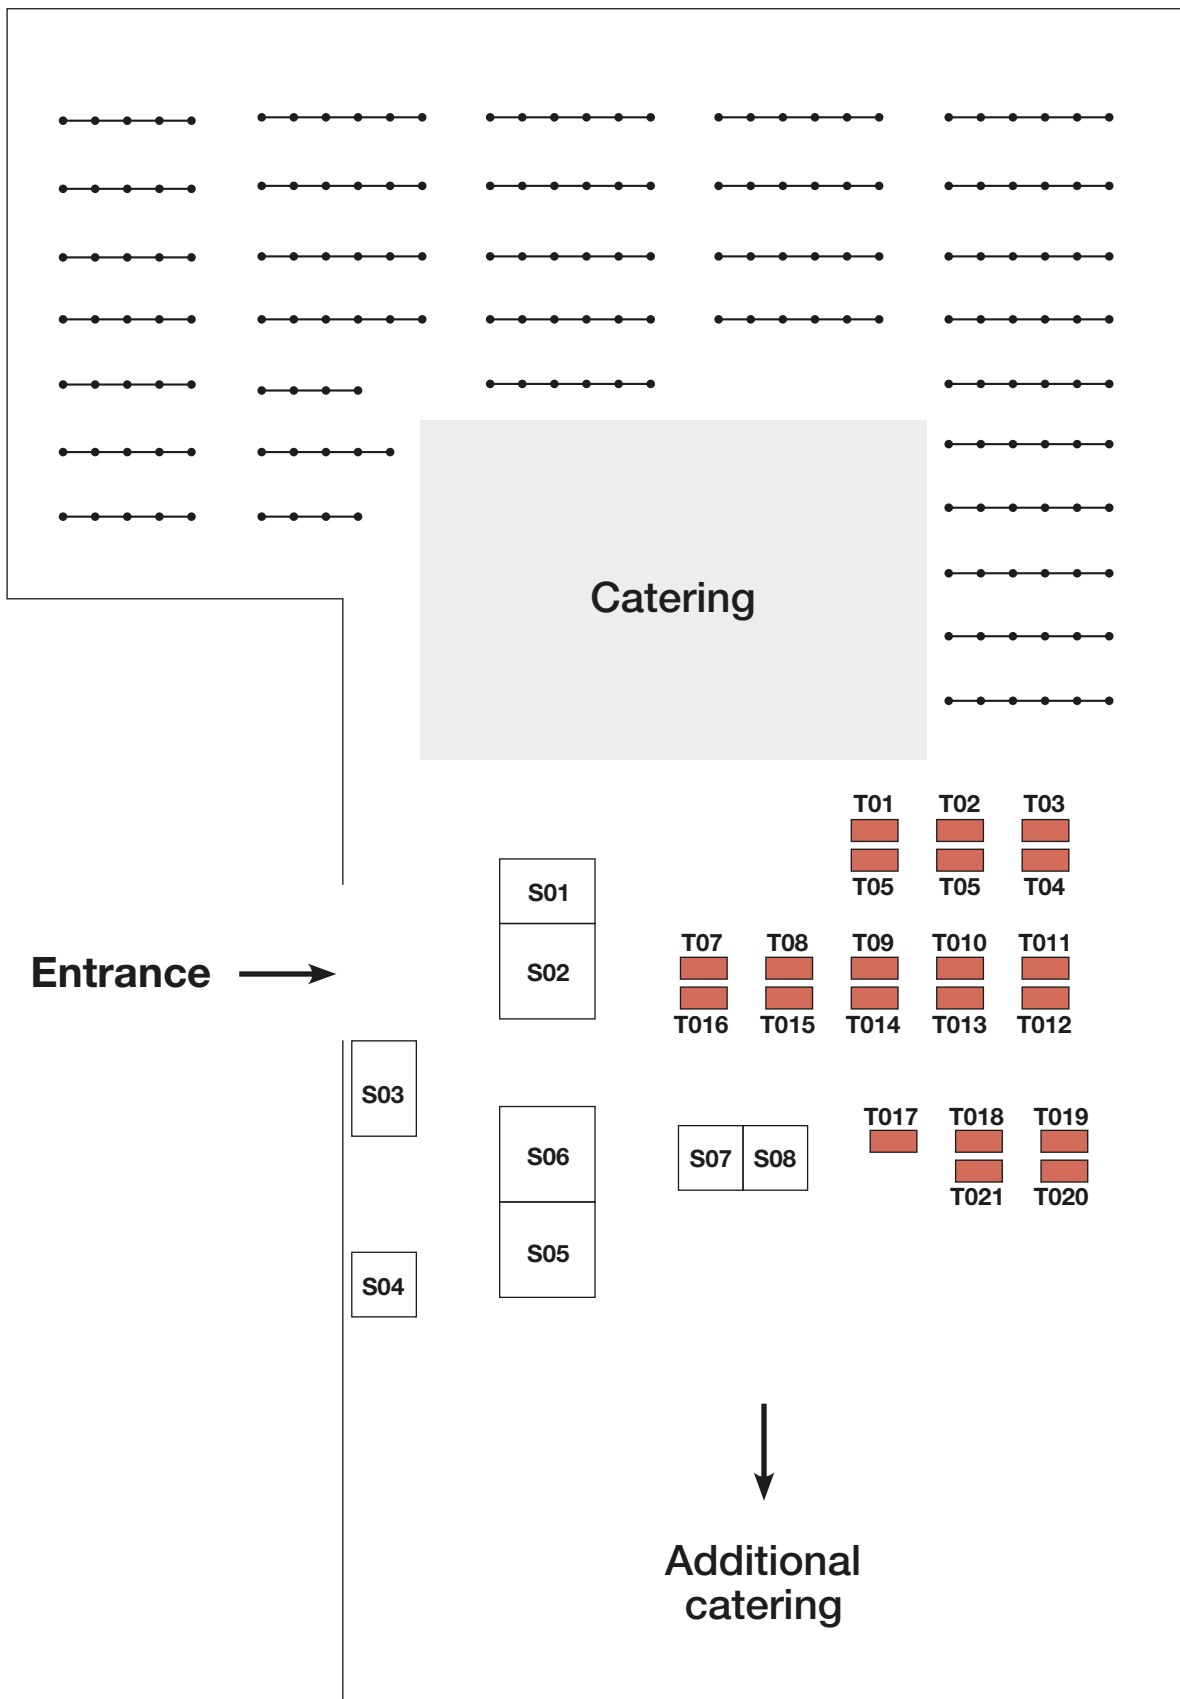 Catering
T01 T02 T03
T05 T05 T04
S01
T07 T08 T09 T010 T011
Entrance
S02
T016 T015 T014 T013 T012
S03
T017 T018 T019
S06
S07 S08
T021 T020
S05
S04
Additional
catering